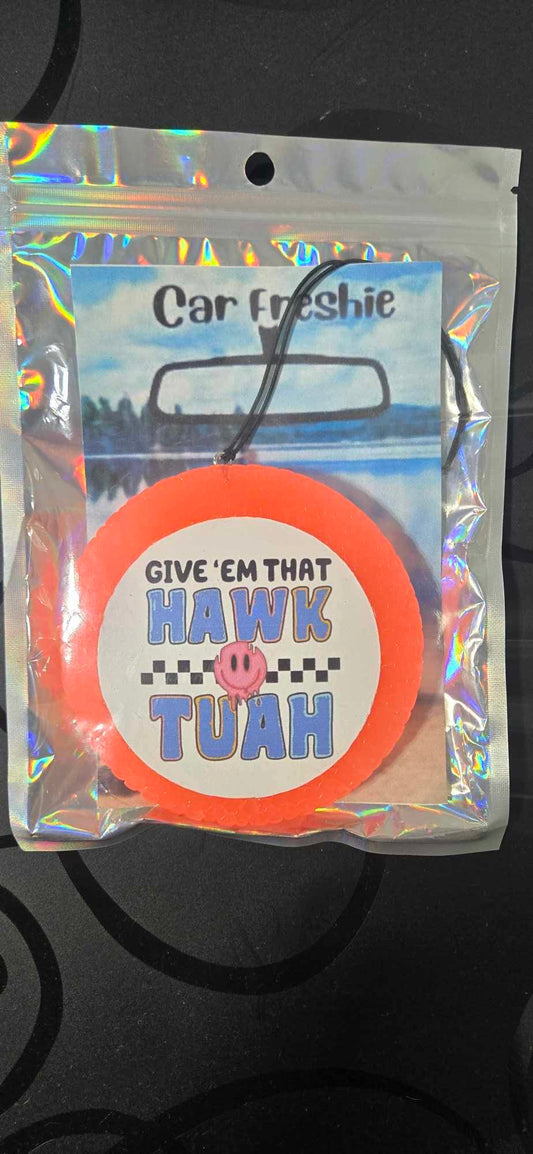 Car Freshie
GIVE 'EM THAT
HAWK
TUAH